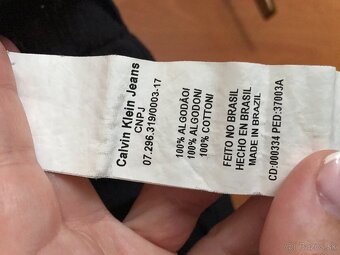 Calvin Klein Jeans
CNPJ
07.296.319/0003-17
100% ALGODÃO/
100% ALGODON/
100% COTTON/
FEITO NO BRASIL
HECHO EN BRASIL
MADE IN BRAZIL
CD:000334 PED:37003A